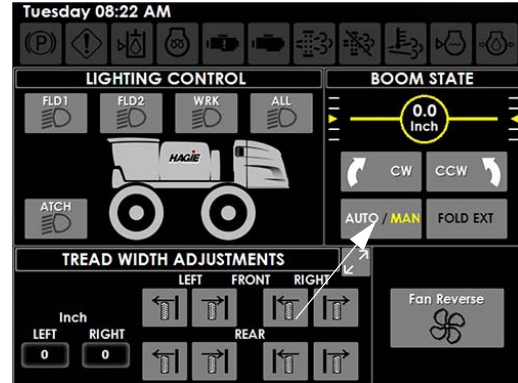 Tuesday 08:22 AM
LIGHTING CONTROL
FLD1 FLD2 WRK ALL
HAGIE
ATCH
BOOM STATE
0.0
Inch
CW CCW
AUTO / MAN FOLD EXT
TREAD WIDTH ADJUSTMENTS
LEFT FRONT RIGHT
Inch
LEFT RIGHT
0 0
REAR
Fan Reverse